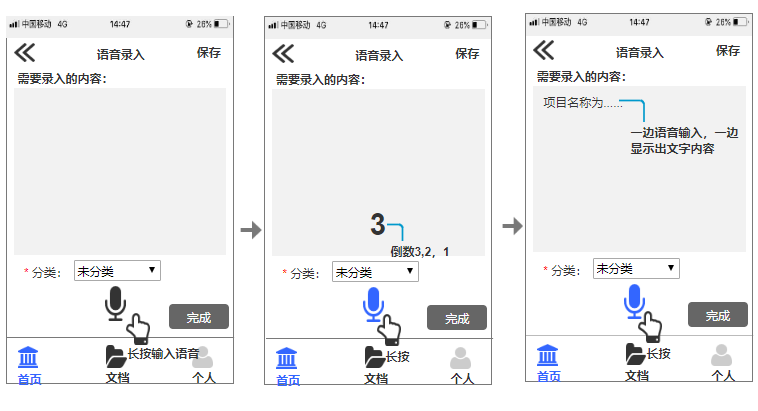 中国移动 4G 14:47 26%
语音录入 保存
需要录入的内容：
* 分类： 未分类
完成
长按输入语音
首页 文档 个人
中国移动 4G 14:47 26%
语音录入 保存
需要录入的内容：
3
倒数3,2，1
* 分类： 未分类
完成
长按
首页 文档 个人
中国移动 4G 14:47 26%
语音录入 保存
需要录入的内容：
项目名称为......
一边语音输入，一边
显示出文字内容
* 分类： 未分类
完成
长按
首页 文档 个人